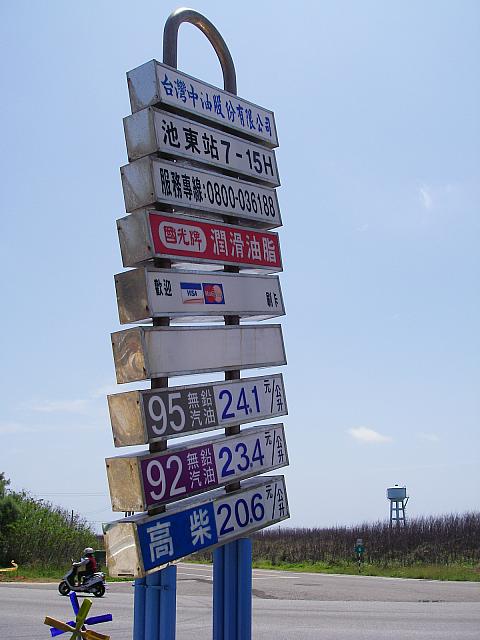 台灣中油股份有限公司
池東站7-15H
服務專線:0800-036188
國光牌 潤滑油脂
歡迎 VISA MasterCard 刷卡
95 無鉛汽油 24.1 元/公升
92 無鉛汽油 23.4 元/公升
高柴 20.6 元/公升